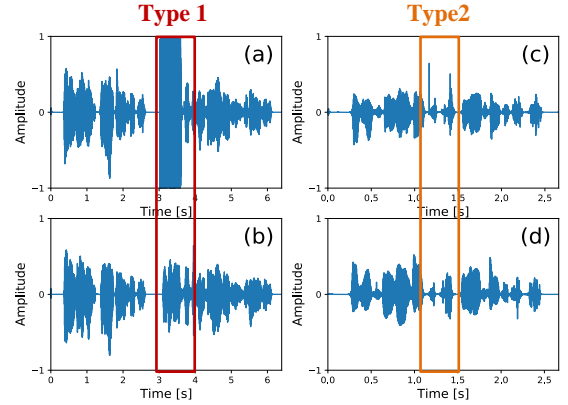 Type 1
Type2
(a)
1
0
−1
Amplitude
0 1 2 3 4 5 6
Time [s]
(c)
1
0
−1
Amplitude
0.0 0.5 1.0 1.5 2.0 2.5
Time [s]
(b)
1
0
−1
Amplitude
0 1 2 3 4 5 6
Time [s]
(d)
1
0
−1
Amplitude
0,0 0,5 1,0 1,5 2,0 2,5
Time [s]